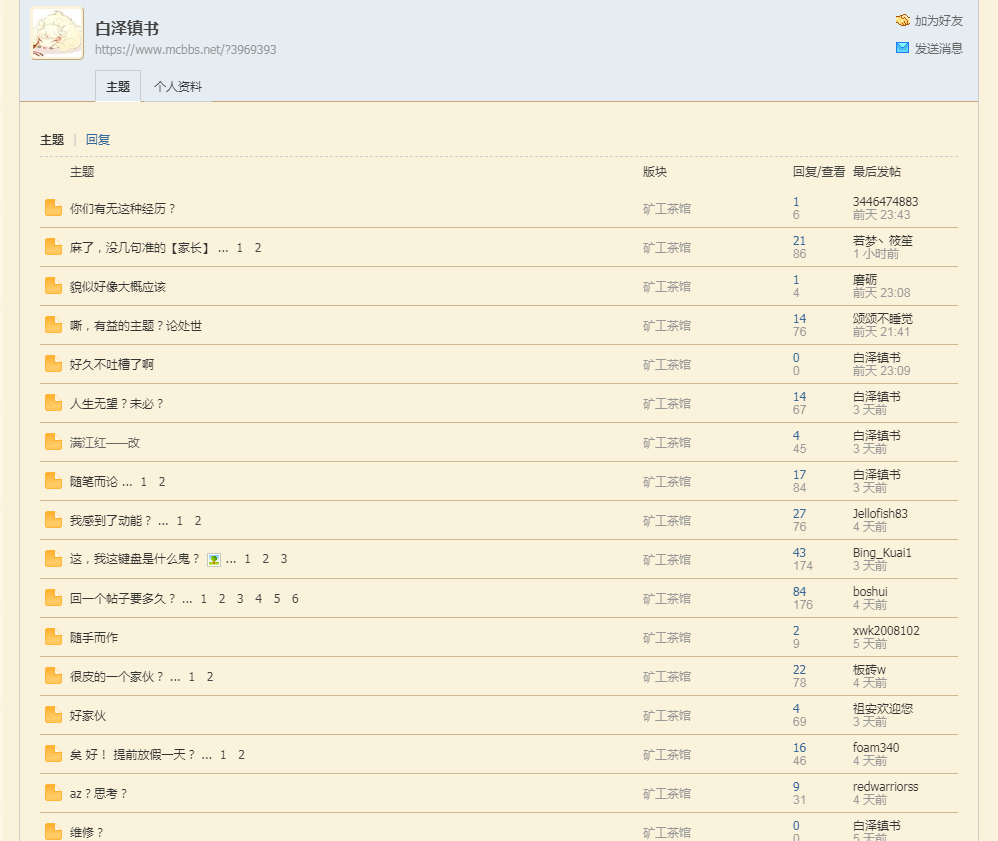 白泽镇书
https://www.mcbbs.net/?3969393
加为好友
发送消息
主题 个人资料
主题 | 回复
主题 版块 回复/查看 最后发帖
你们有无这种经历？ 矿工茶馆 1 3446474883
6 前天 23:43
麻了，没几句准的【家长】 ... 1 2 矿工茶馆 21 若梦丶筱笙
86 1 小时前
貌似好像大概应该 矿工茶馆 1 磨砺
4 前天 23:08
嘶，有益的主题？论处世 矿工茶馆 14 颂颂不睡觉
76 前天 21:41
好久不吐槽了啊 矿工茶馆 0 白泽镇书
0 前天 23:09
人生无望？未必？ 矿工茶馆 14 白泽镇书
67 3 天前
满江红——改 矿工茶馆 4 白泽镇书
45 3 天前
随笔而论 ... 1 2 矿工茶馆 17 白泽镇书
84 3 天前
我感到了动能？ ... 1 2 矿工茶馆 27 Jellofish83
76 4 天前
这，我这键盘是什么鬼？ ... 1 2 3 矿工茶馆 43 Bing_Kuai1
174 3 天前
回一个帖子要多久？ ... 1 2 3 4 5 6 矿工茶馆 84 boshui
176 4 天前
随手而作 矿工茶馆 2 xwk2008102
9 5 天前
很皮的一个家伙？ ... 1 2 矿工茶馆 22 板砖w
78 4 天前
好家伙 矿工茶馆 4 祖安欢迎您
69 3 天前
矣 好！ 提前放假一天？ ... 1 2 矿工茶馆 16 foam340
46 4 天前
az？思考？ 矿工茶馆 9 redwarriorss
31 4 天前
维修？ 矿工茶馆 0 白泽镇书
0 5 天前